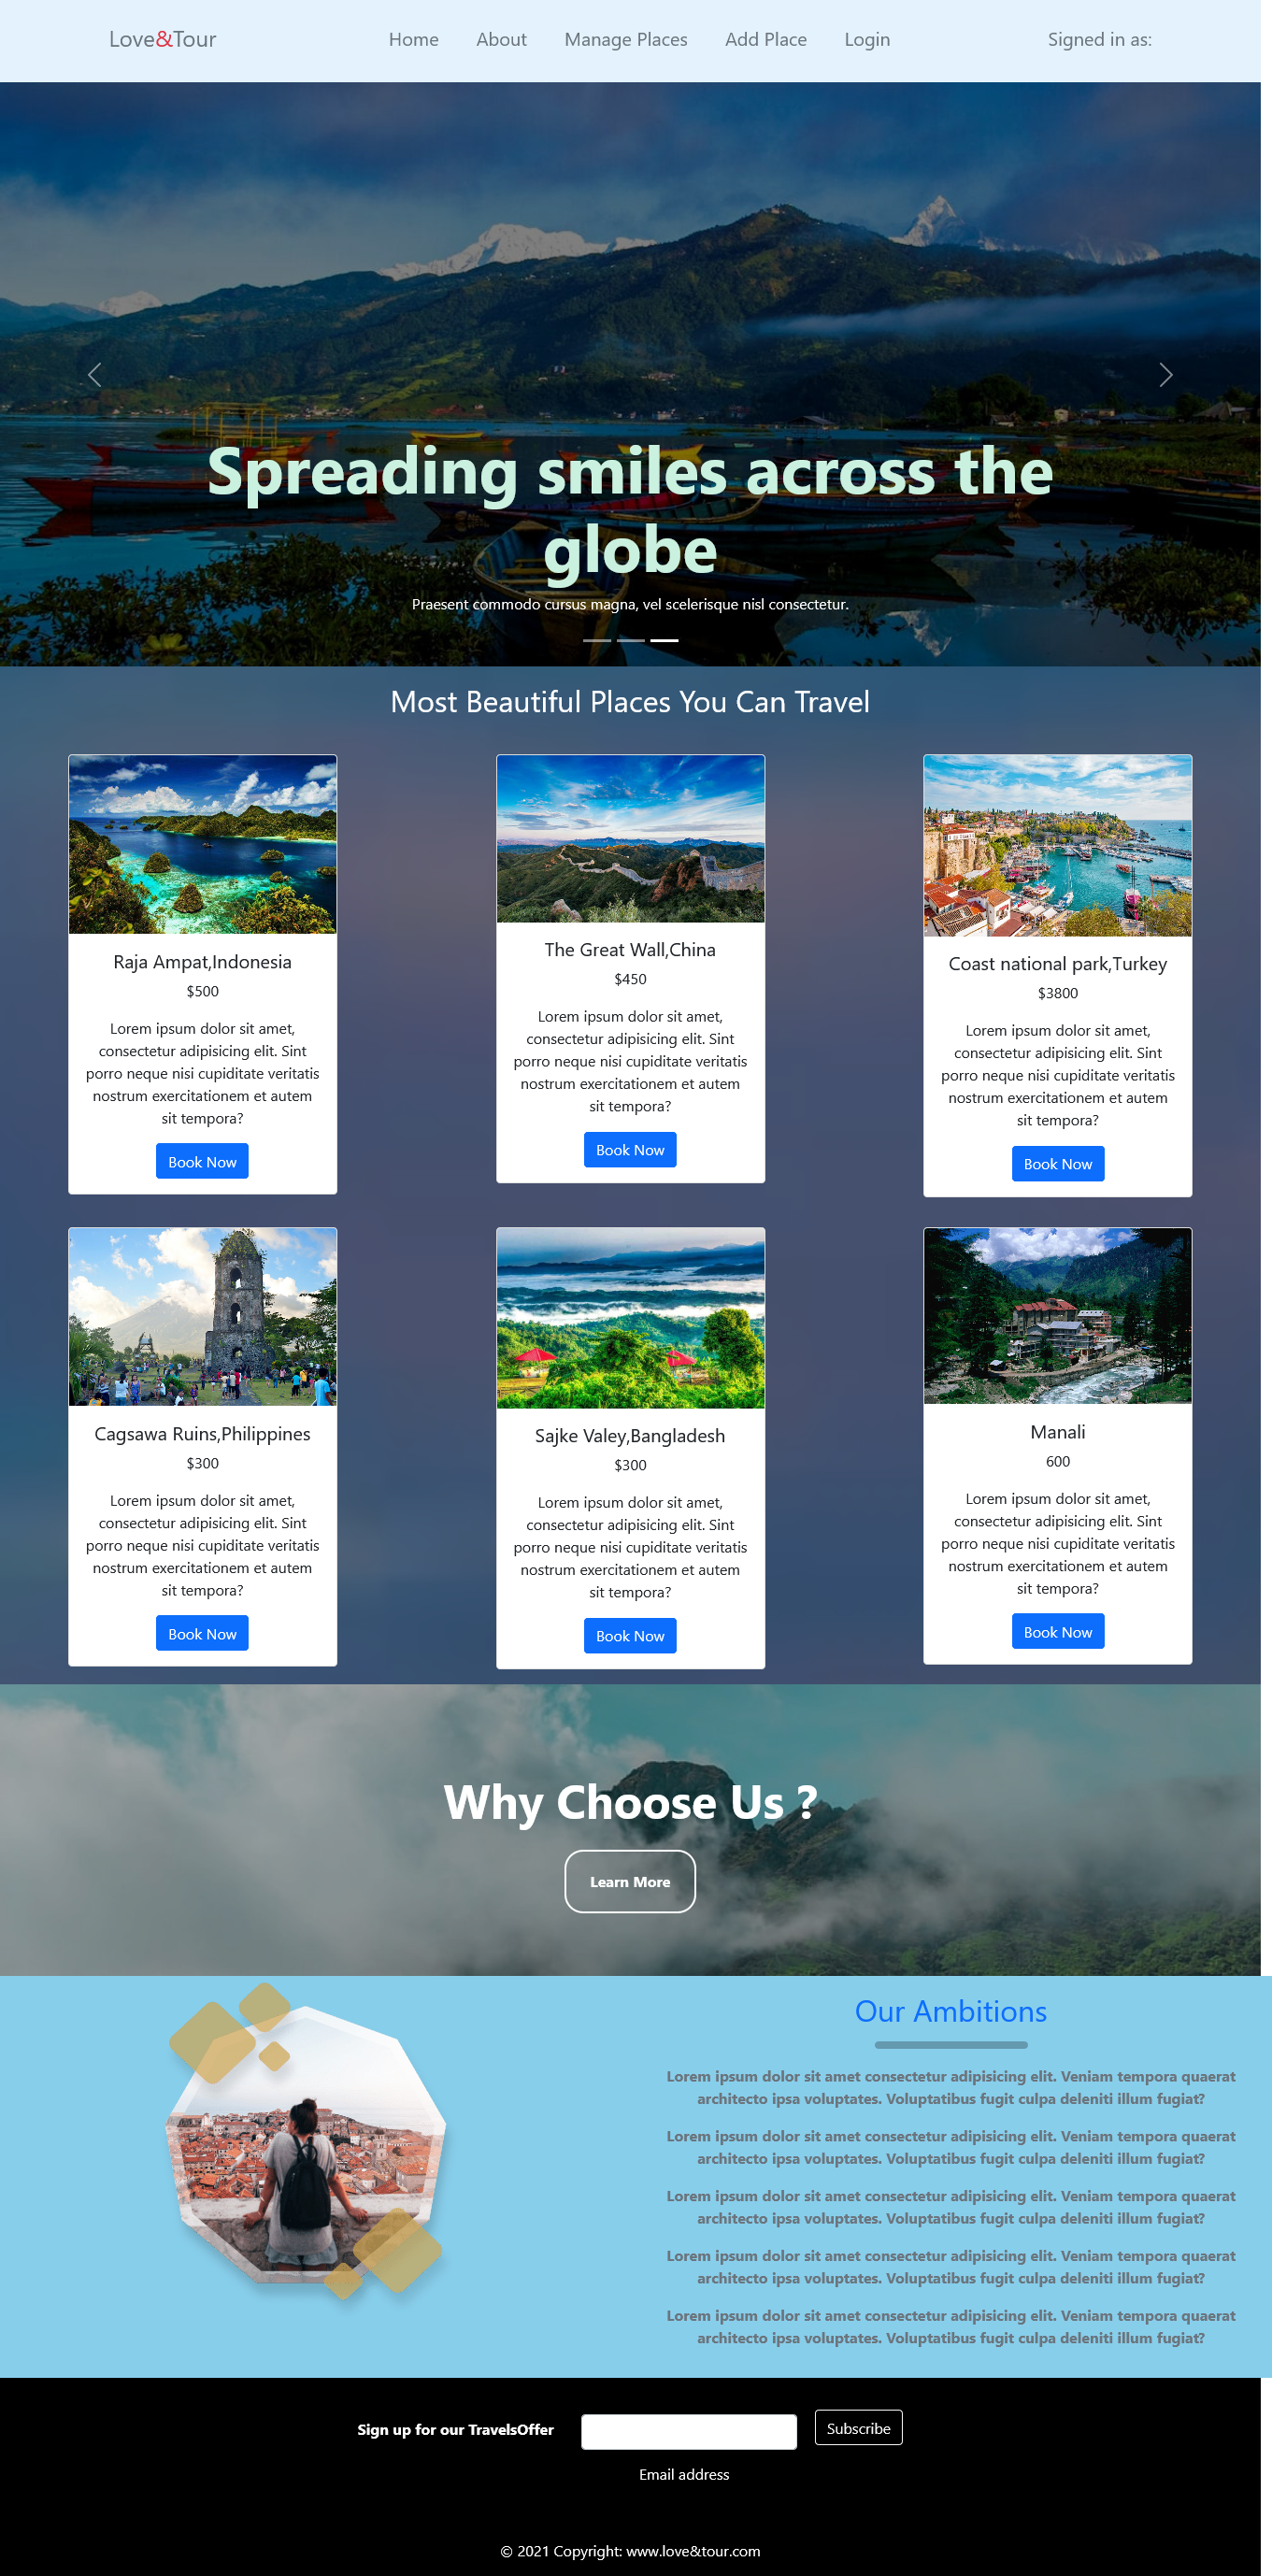 Love&Tour
Home About Manage Places Add Place Login
Signed in as:
Spreading smiles across the
globe
Praesent commodo cursus magna, vel scelerisque nisl consectetur.
Most Beautiful Places You Can Travel
Raja Ampat,Indonesia
$500
Lorem ipsum dolor sit amet,
consectetur adipisicing elit. Sint
porro neque nisi cupiditate veritatis
nostrum exercitationem et autem
sit tempora?
Book Now
The Great Wall,China
$450
Lorem ipsum dolor sit amet,
consectetur adipisicing elit. Sint
porro neque nisi cupiditate veritatis
nostrum exercitationem et autem
sit tempora?
Book Now
Coast national park,Turkey
$3800
Lorem ipsum dolor sit amet,
consectetur adipisicing elit. Sint
porro neque nisi cupiditate veritatis
nostrum exercitationem et autem
sit tempora?
Book Now
Cagsawa Ruins,Philippines
$300
Lorem ipsum dolor sit amet,
consectetur adipisicing elit. Sint
porro neque nisi cupiditate veritatis
nostrum exercitationem et autem
sit tempora?
Book Now
Sajke Valey,Bangladesh
$300
Lorem ipsum dolor sit amet,
consectetur adipisicing elit. Sint
porro neque nisi cupiditate veritatis
nostrum exercitationem et autem
sit tempora?
Book Now
Manali
600
Lorem ipsum dolor sit amet,
consectetur adipisicing elit. Sint
porro neque nisi cupiditate veritatis
nostrum exercitationem et autem
sit tempora?
Book Now
Why Choose Us ?
Learn More
Our Ambitions
Lorem ipsum dolor sit amet consectetur adipisicing elit. Veniam tempora quaerat
architecto ipsa voluptates. Voluptatibus fugit culpa deleniti illum fugiat?
Lorem ipsum dolor sit amet consectetur adipisicing elit. Veniam tempora quaerat
architecto ipsa voluptates. Voluptatibus fugit culpa deleniti illum fugiat?
Lorem ipsum dolor sit amet consectetur adipisicing elit. Veniam tempora quaerat
architecto ipsa voluptates. Voluptatibus fugit culpa deleniti illum fugiat?
Lorem ipsum dolor sit amet consectetur adipisicing elit. Veniam tempora quaerat
architecto ipsa voluptates. Voluptatibus fugit culpa deleniti illum fugiat?
Lorem ipsum dolor sit amet consectetur adipisicing elit. Veniam tempora quaerat
architecto ipsa voluptates. Voluptatibus fugit culpa deleniti illum fugiat?
Sign up for our TravelsOffer
Subscribe
Email address
© 2021 Copyright: www.love&tour.com